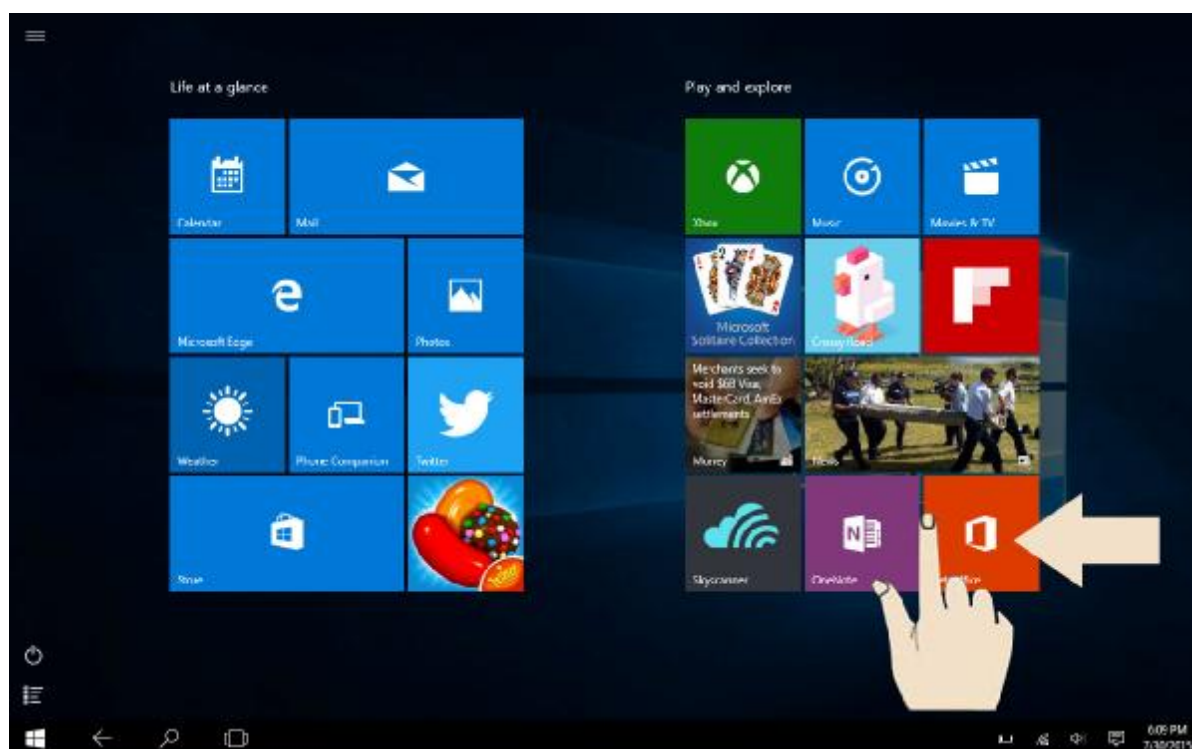 Life at a glance
Play and explore
Calendar
Mail
Xbox
Music
Movies & TV
Microsoft Edge
Photos
Microsoft
Solitaire Collection
Crossy Road
Merchants seek to
void $6B Visa,
MasterCard, AmEx
settlements
Weather
Phone Companion
Twitter
Money
News
Store
Skyscanner
N
OneNote
Office
6:09 PM